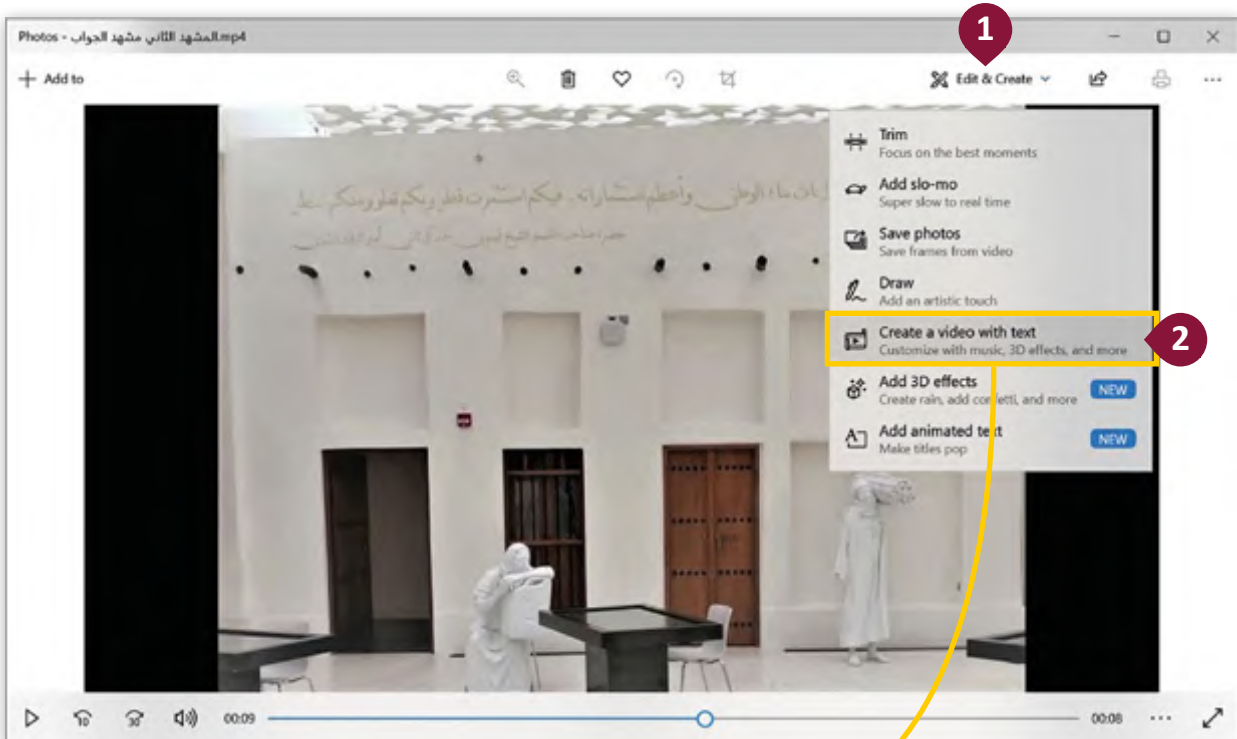 1
Photos - المشهد الثاني مشهد الجواب.mp4
+ Add to
Edit & Create
Trim
Focus on the best moments
Add slo-mo
Super slow to real time
Save photos
Save frames from video
Draw
Add an artistic touch
Create a video with text
Customize with music, 3D effects, and more
2
Add 3D effects
Create rain, add confetti, and more
NEW
Add animated text
Make titles pop
NEW
10
30
00:09
00:08